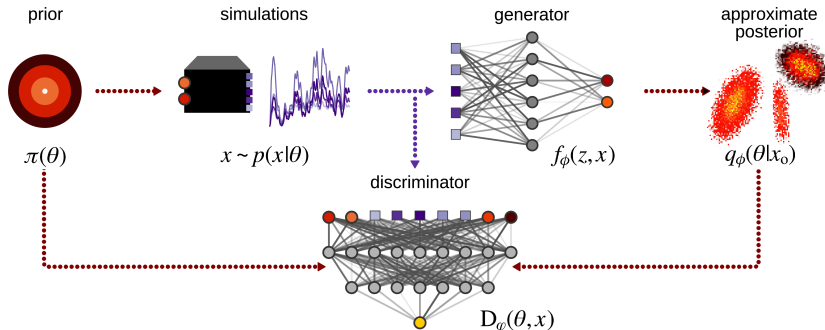 prior
simulations
generator
approximate
posterior
π(θ)
x ~ p(x|θ)
f_ϕ(z, x)
q_ϕ(θ|x_o)
discriminator
D_φ(θ, x)